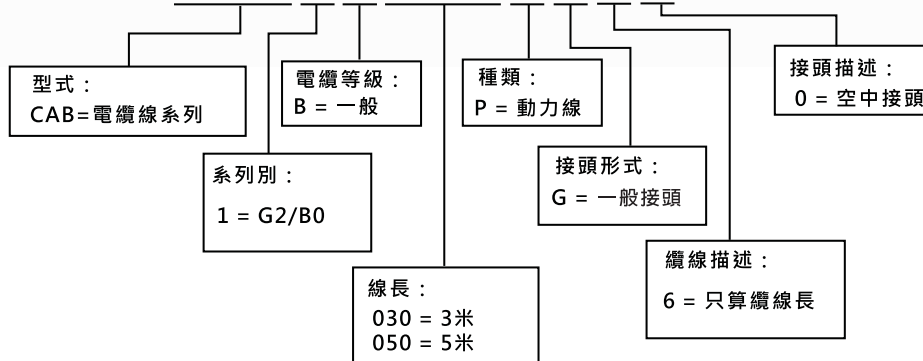 型式：
CAB=電纜線系列
系列別：
1 = G2/B0
電纜等級：
B = 一般
線長：
030 = 3米
050 = 5米
種類：
P = 動力線
接頭形式：
G = 一般接頭
纜線描述：
6 = 只算纜線長
接頭描述：
0 = 空中接頭